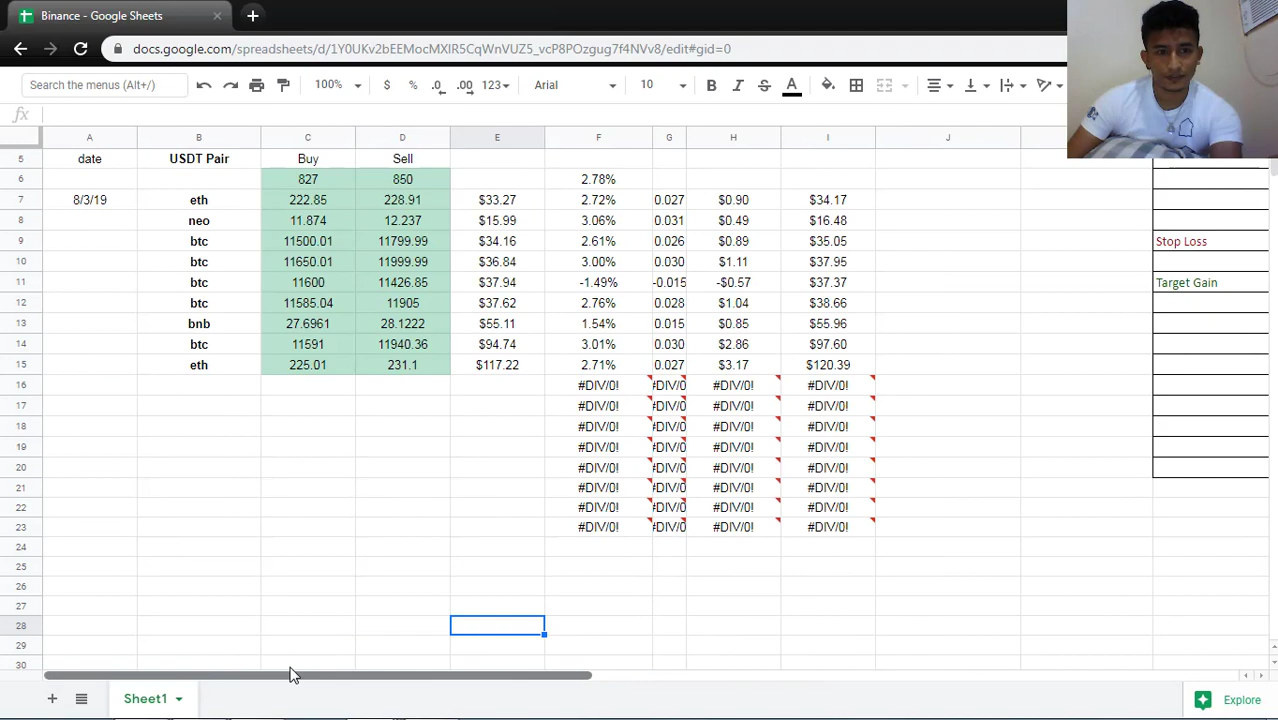 Binance - Google Sheets
docs.google.com/spreadsheets/d/1Y0UKv2bEEMocMXIR5CqWnVUZ5_vcP8POzgug7f4NVv8/edit#gid=0
Search the menus (Alt+/) 100% $ % .0 .00 123 Arial 10 B I S A
fx
A B C D E F G H I J
5 date USDT Pair Buy Sell
6 827 850 2.78%
7 8/3/19 eth 222.85 228.91 $33.27 2.72% 0.027 $0.90 $34.17
8 neo 11.874 12.237 $15.99 3.06% 0.031 $0.49 $16.48
9 btc 11500.01 11799.99 $34.16 2.61% 0.026 $0.89 $35.05 Stop Loss
10 btc 11650.01 11999.99 $36.84 3.00% 0.030 $1.11 $37.95
11 btc 11600 11426.85 $37.94 -1.49% -0.015 -$0.57 $37.37 Target Gain
12 btc 11585.04 11905 $37.62 2.76% 0.028 $1.04 $38.66
13 bnb 27.6961 28.1222 $55.11 1.54% 0.015 $0.85 $55.96
14 btc 11591 11940.36 $94.74 3.01% 0.030 $2.86 $97.60
15 eth 225.01 231.1 $117.22 2.71% 0.027 $3.17 $120.39
16 #DIV/0! #DIV/0 #DIV/0! #DIV/0!
17 #DIV/0! #DIV/0 #DIV/0! #DIV/0!
18 #DIV/0! #DIV/0 #DIV/0! #DIV/0!
19 #DIV/0! #DIV/0 #DIV/0! #DIV/0!
20 #DIV/0! #DIV/0 #DIV/0! #DIV/0!
21 #DIV/0! #DIV/0 #DIV/0! #DIV/0!
22 #DIV/0! #DIV/0 #DIV/0! #DIV/0!
23 #DIV/0! #DIV/0 #DIV/0! #DIV/0!
24
25
26
27
28
29
30
Sheet1 Explore